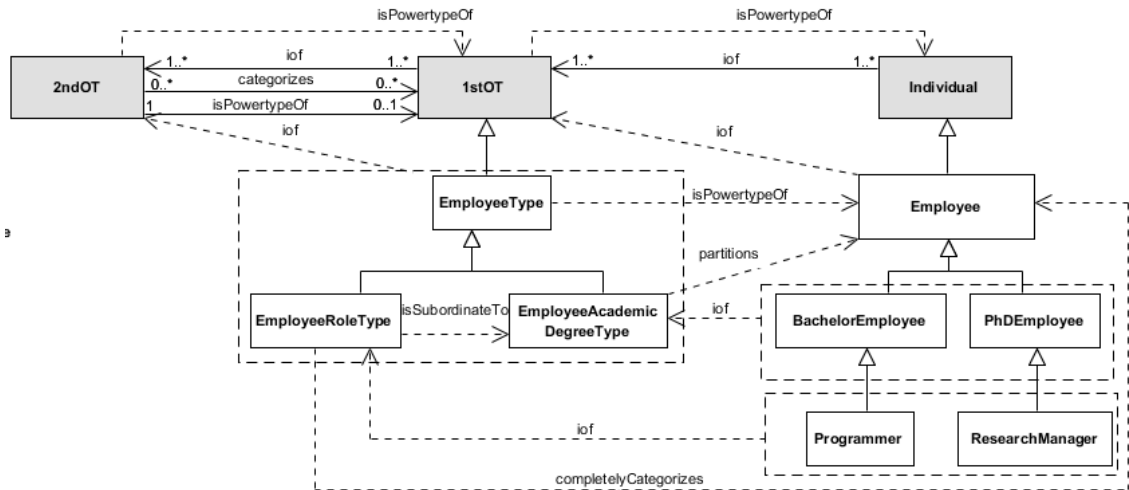 isPowertypeOf isPowertypeOf
1..* iof 1..* 1..* iof 1..*
2ndOT categorizes 1stOT Individual
0..* 0..*
1 isPowertypeOf 0..1
iof iof
EmployeeType isPowertypeOf Employee
e
partitions
EmployeeRoleType isSubordinateTo EmployeeAcademic iof BachelorEmployee PhDEmployee
DegreeType
iof Programmer ResearchManager
completelyCategorizes